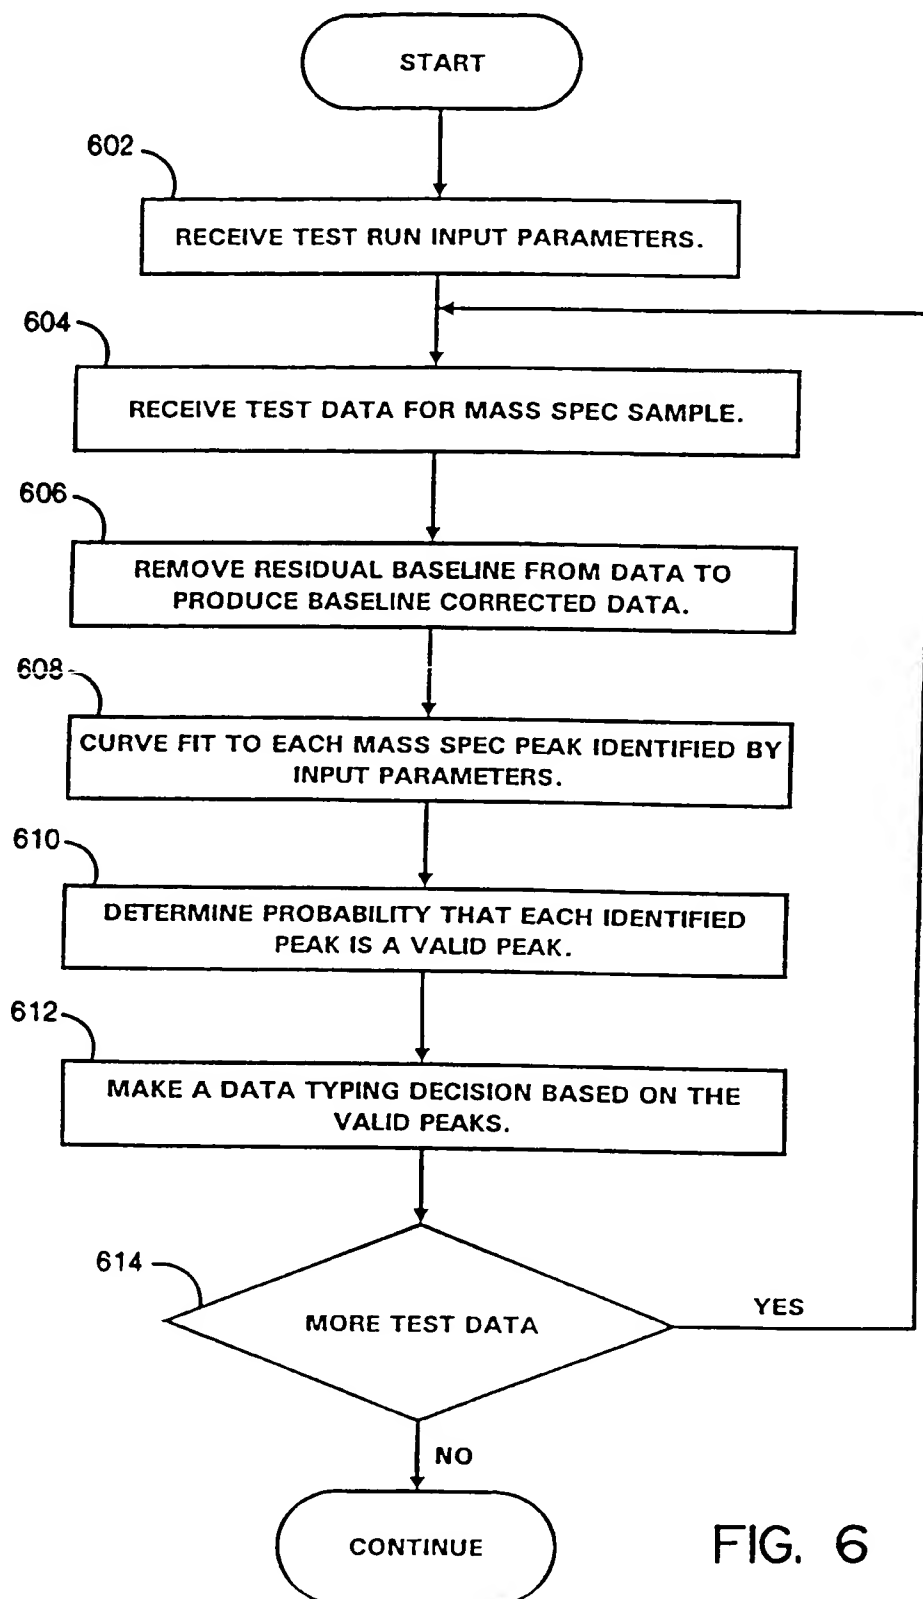 START
602
RECEIVE TEST RUN INPUT PARAMETERS.
604
RECEIVE TEST DATA FOR MASS SPEC SAMPLE.
606
REMOVE RESIDUAL BASELINE FROM DATA TO
PRODUCE BASELINE CORRECTED DATA.
608
CURVE FIT TO EACH MASS SPEC PEAK IDENTIFIED BY
INPUT PARAMETERS.
610
DETERMINE PROBABILITY THAT EACH IDENTIFIED
PEAK IS A VALID PEAK.
612
MAKE A DATA TYPING DECISION BASED ON THE
VALID PEAKS.
614
MORE TEST DATA
YES
NO
CONTINUE
FIG. 6